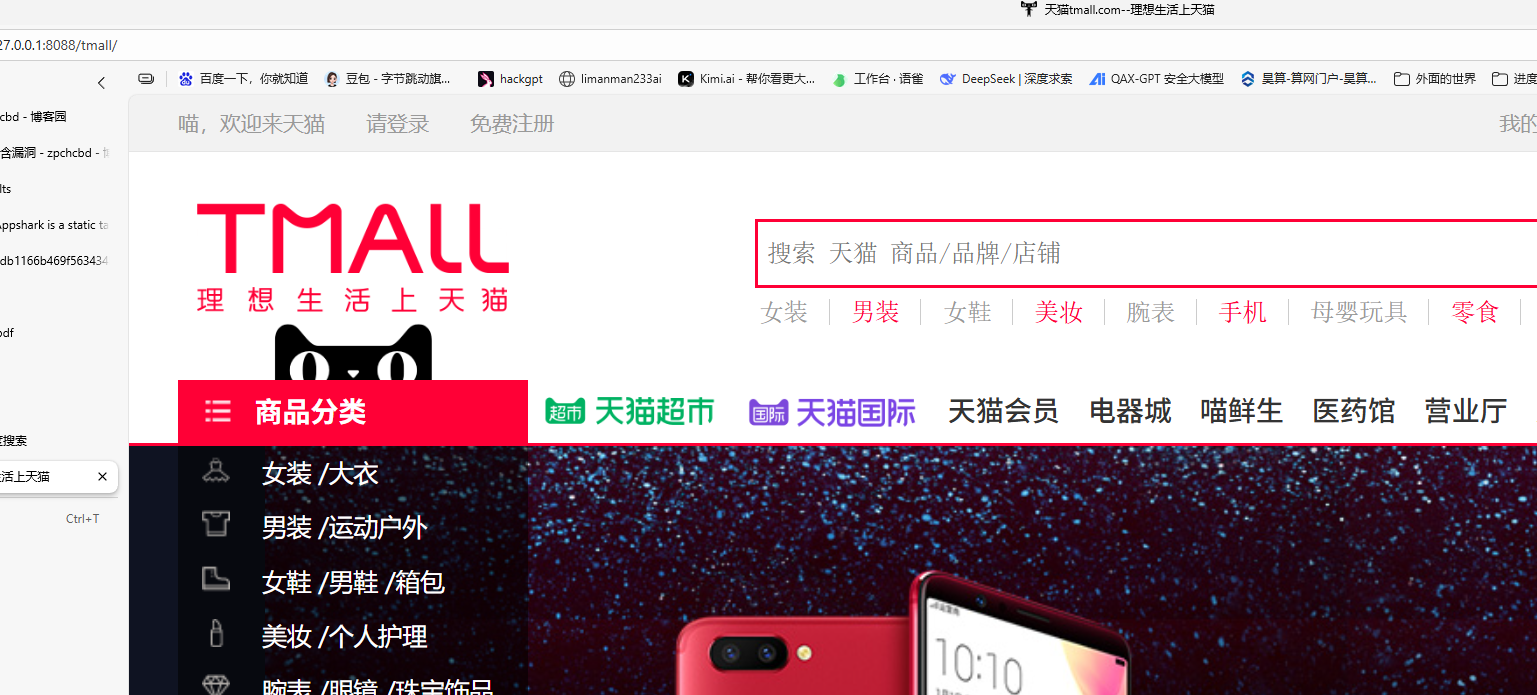 天猫tmall.com--理想生活上天猫
27.0.0.1:8088/tmall/
百度一下，你就知道 豆包 - 字节跳动旗... hackgpt limanman233ai Kimi.ai - 帮你看更大... 工作台 · 语雀 DeepSeek | 深度求索 QAX-GPT 安全大模型 昊算-算网门户-昊算... 外面的世界 进度
cbd - 博客园
含漏洞 - zpchcbd - 博
lts
Appshark is a static ta
db1166b469f563434
pdf
度搜索
活上天猫
Ctrl+T
喵，欢迎来天猫 请登录 免费注册 我的
TMALL
理想生活上天猫
搜索 天猫 商品/品牌/店铺
女装 男装 女鞋 美妆 腕表 手机 母婴玩具 零食
商品分类 超市 天猫超市 国际 天猫国际 天猫会员 电器城 喵鲜生 医药馆 营业厅
女装 /大衣
男装 /运动户外
女鞋 /男鞋 /箱包
美妆 /个人护理
腕表 /眼镜 /珠宝饰品
10:10